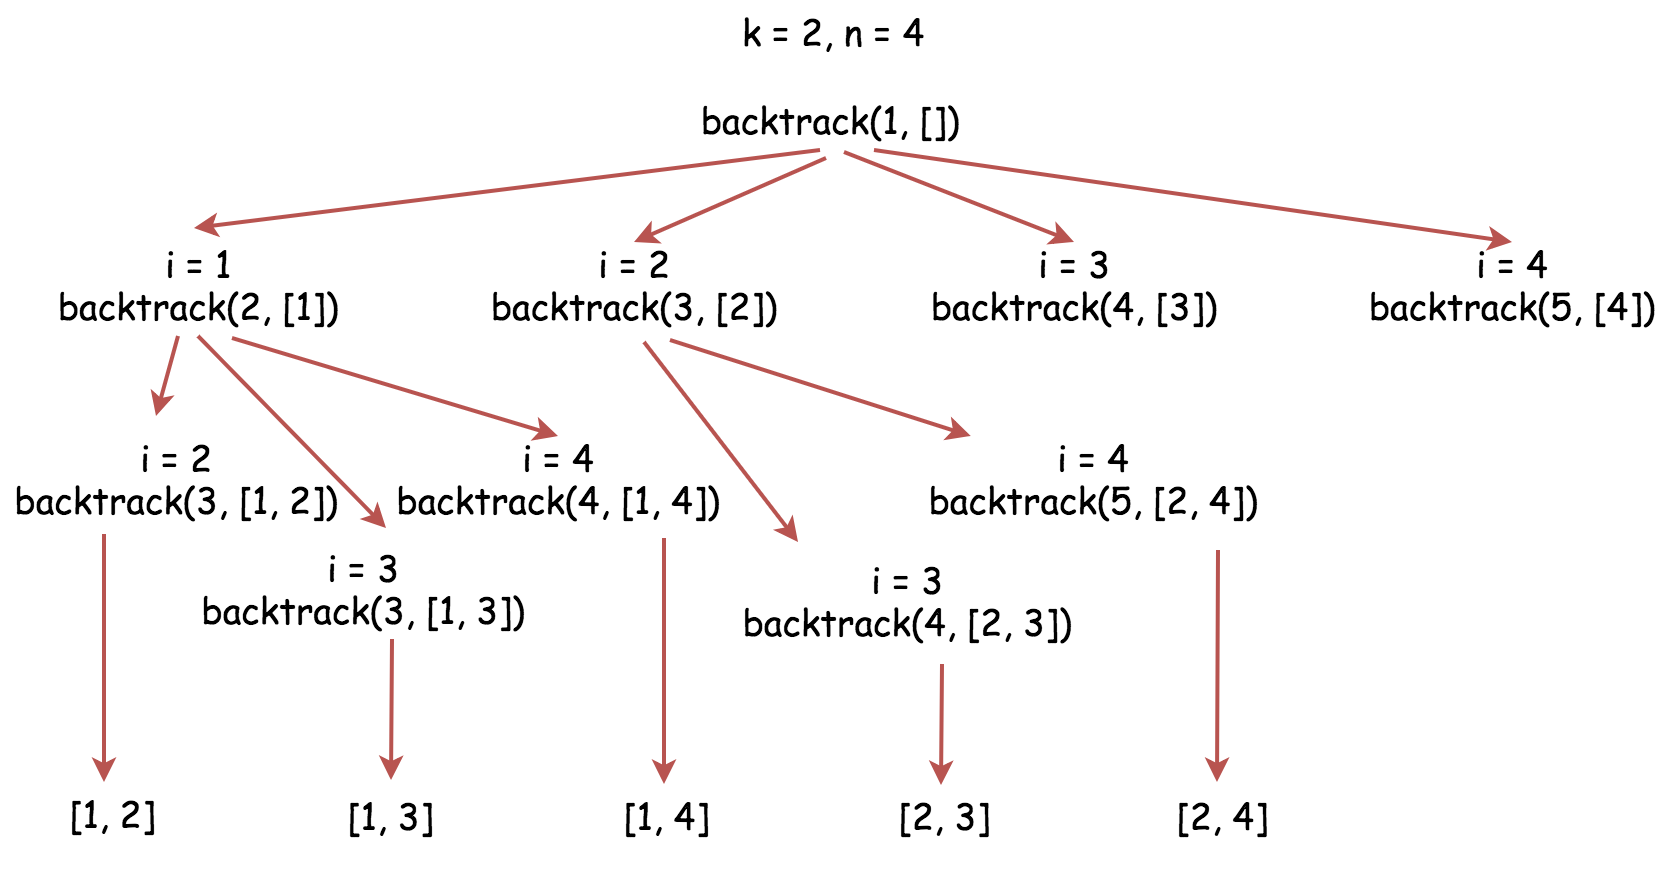 k = 2, n = 4
backtrack(1, [])
i = 1
backtrack(2, [1])
i = 2
backtrack(3, [2])
i = 3
backtrack(4, [3])
i = 4
backtrack(5, [4])
i = 2
backtrack(3, [1, 2])
i = 4
backtrack(4, [1, 4])
i = 4
backtrack(5, [2, 4])
i = 3
backtrack(3, [1, 3])
i = 3
backtrack(4, [2, 3])
[1, 2]
[1, 3]
[1, 4]
[2, 3]
[2, 4]